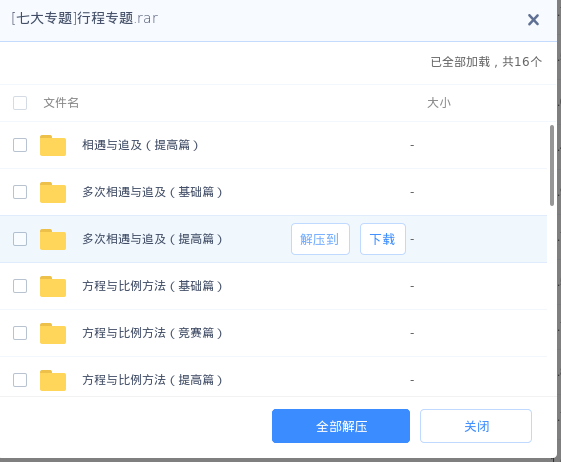 [七大专题]行程专题.rar
已全部加载，共16个
文件名 大小
相遇与追及（提高篇） -
多次相遇与追及（基础篇） -
多次相遇与追及（提高篇） 解压到 下载 -
方程与比例方法（基础篇） -
方程与比例方法（竞赛篇） -
方程与比例方法（提高篇） -
全部解压 关闭